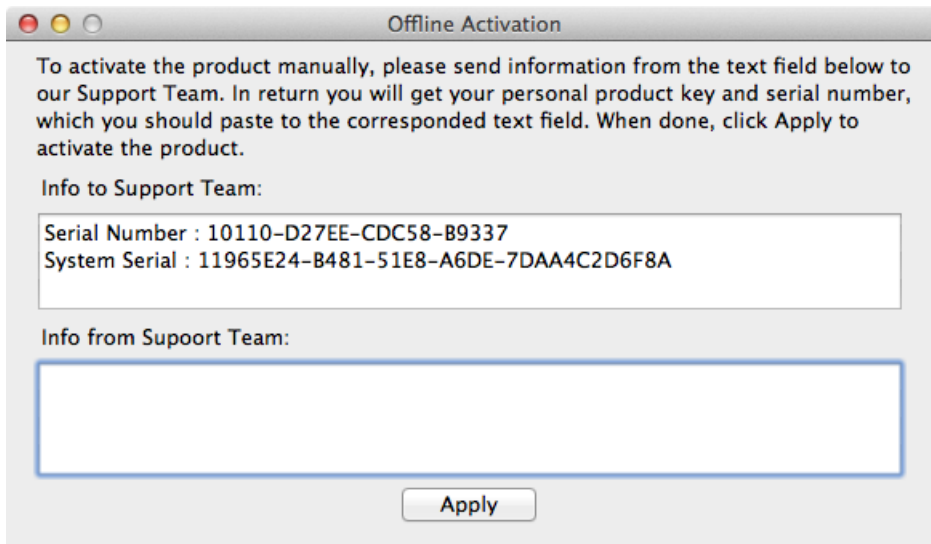 Offline Activation
To activate the product manually, please send information from the text field below to
our Support Team. In return you will get your personal product key and serial number,
which you should paste to the corresponded text field. When done, click Apply to
activate the product.
Info to Support Team:
Serial Number : 10110-D27EE-CDC58-B9337
System Serial : 11965E24-B481-51E8-A6DE-7DAA4C2D6F8A
Info from Supoort Team:
Apply